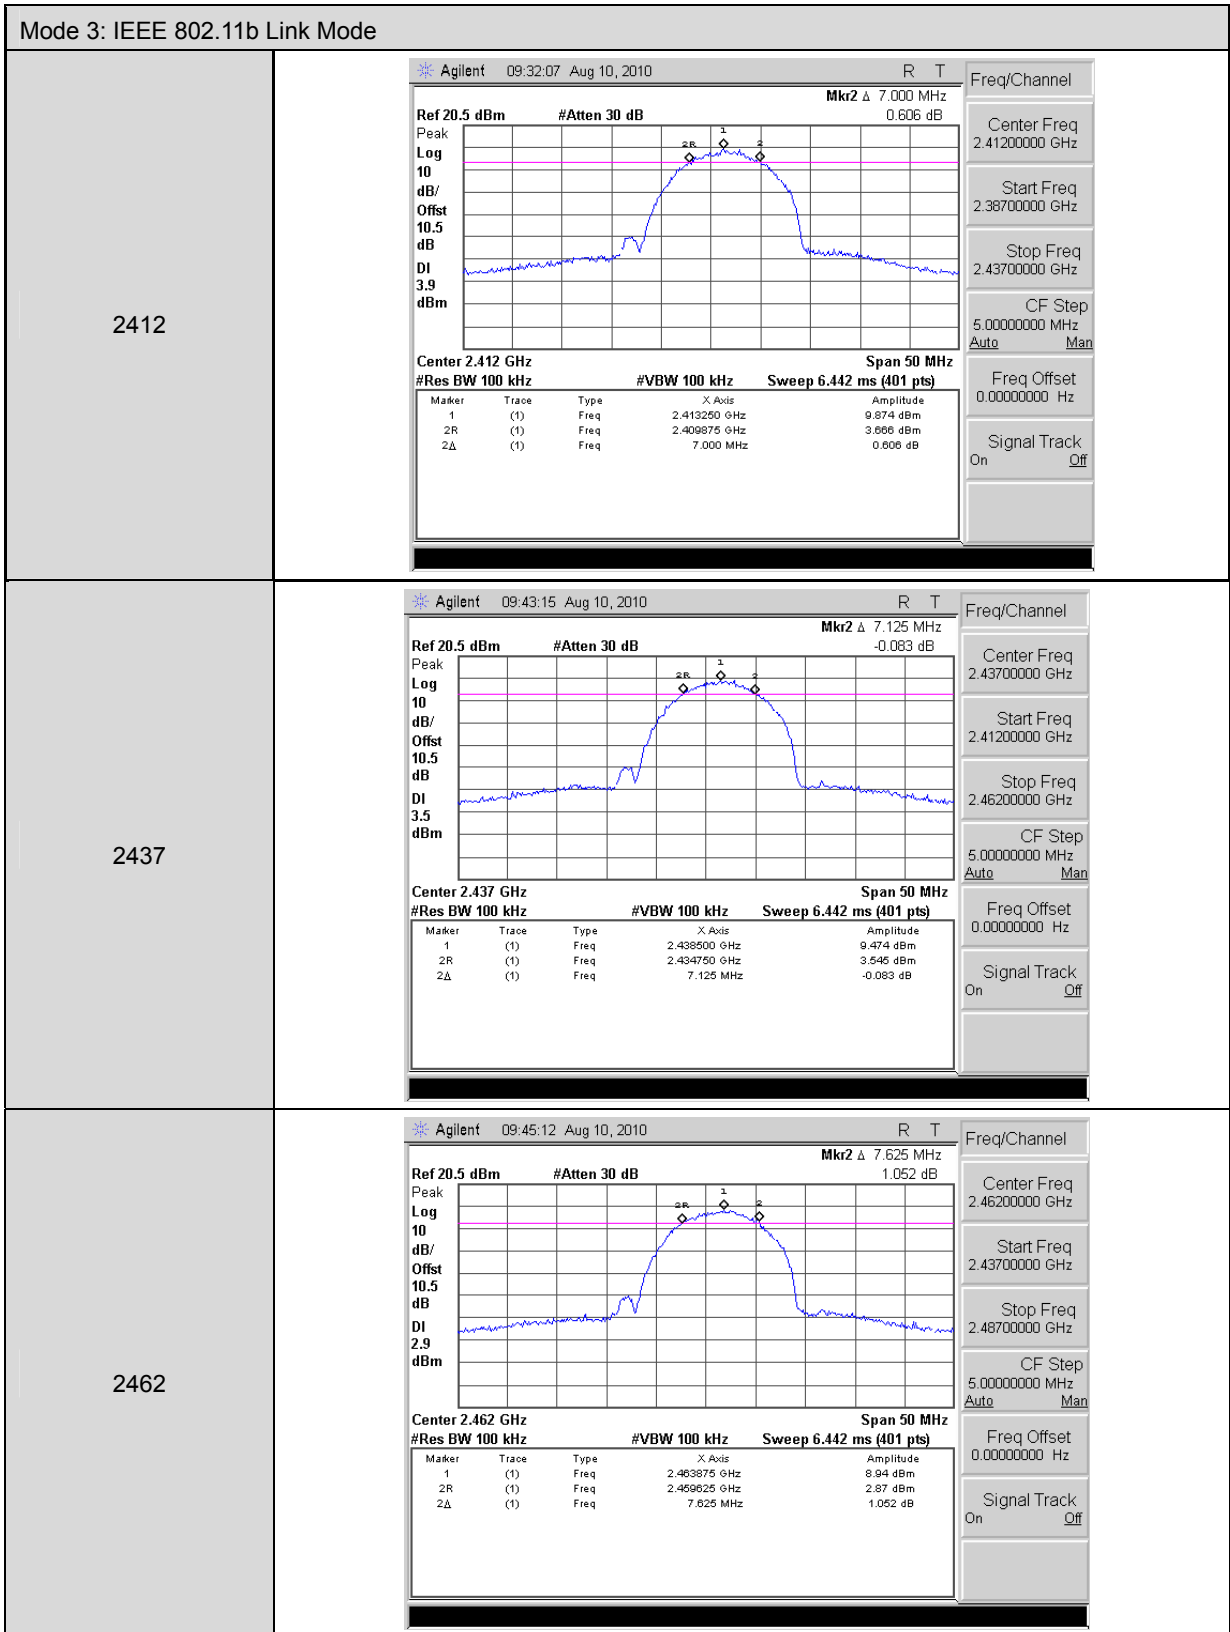 Mode 3: IEEE 802.11b Link Mode
2412
Agilent 09:32:07 Aug 10, 2010 R T
Mkr2 Δ 7.000 MHz
Ref 20.5 dBm #Atten 30 dB 0.606 dB
Peak
Log
10
dB/
Offst
10.5
dB
DI
3.9
dBm
2R
1
2
Center 2.412 GHz Span 50 MHz
#Res BW 100 kHz #VBW 100 kHz Sweep 6.442 ms (401 pts)
Marker Trace Type X Axis Amplitude
1 (1) Freq 2.413250 GHz 9.874 dBm
2R (1) Freq 2.409875 GHz 3.666 dBm
2Δ (1) Freq 7.000 MHz 0.606 dB
Freq/Channel
Center Freq
2.41200000 GHz
Start Freq
2.38700000 GHz
Stop Freq
2.43700000 GHz
CF Step
5.00000000 MHz
Auto Man
Freq Offset
0.00000000 Hz
Signal Track
On Off
2437
Agilent 09:43:15 Aug 10, 2010 R T
Mkr2 Δ 7.125 MHz
Ref 20.5 dBm #Atten 30 dB -0.083 dB
Peak
Log
10
dB/
Offst
10.5
dB
DI
3.5
dBm
2R
1
2
Center 2.437 GHz Span 50 MHz
#Res BW 100 kHz #VBW 100 kHz Sweep 6.442 ms (401 pts)
Marker Trace Type X Axis Amplitude
1 (1) Freq 2.438500 GHz 9.474 dBm
2R (1) Freq 2.434750 GHz 3.545 dBm
2Δ (1) Freq 7.125 MHz -0.083 dB
Freq/Channel
Center Freq
2.43700000 GHz
Start Freq
2.41200000 GHz
Stop Freq
2.46200000 GHz
CF Step
5.00000000 MHz
Auto Man
Freq Offset
0.00000000 Hz
Signal Track
On Off
2462
Agilent 09:45:12 Aug 10, 2010 R T
Mkr2 Δ 7.625 MHz
Ref 20.5 dBm #Atten 30 dB 1.052 dB
Peak
Log
10
dB/
Offst
10.5
dB
DI
2.9
dBm
2R
1
2
Center 2.462 GHz Span 50 MHz
#Res BW 100 kHz #VBW 100 kHz Sweep 6.442 ms (401 pts)
Marker Trace Type X Axis Amplitude
1 (1) Freq 2.463875 GHz 8.94 dBm
2R (1) Freq 2.459625 GHz 2.87 dBm
2Δ (1) Freq 7.625 MHz 1.052 dB
Freq/Channel
Center Freq
2.46200000 GHz
Start Freq
2.43700000 GHz
Stop Freq
2.48700000 GHz
CF Step
5.00000000 MHz
Auto Man
Freq Offset
0.00000000 Hz
Signal Track
On Off